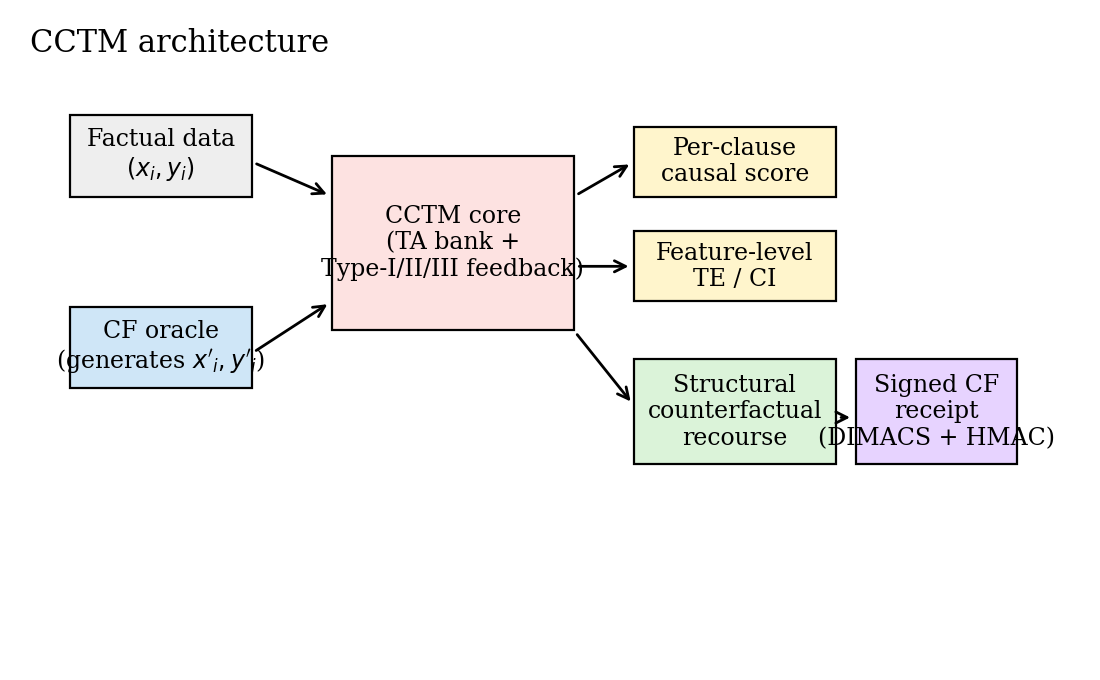 CCTM architecture
Factual data
(x_i, y_i)
CF oracle
(generates x'_i, y'_i)
CCTM core
(TA bank +
Type-I/II/III feedback)
Per-clause
causal score
Feature-level
TE / CI
Structural
counterfactual
recourse
Signed CF
receipt
(DIMACS + HMAC)